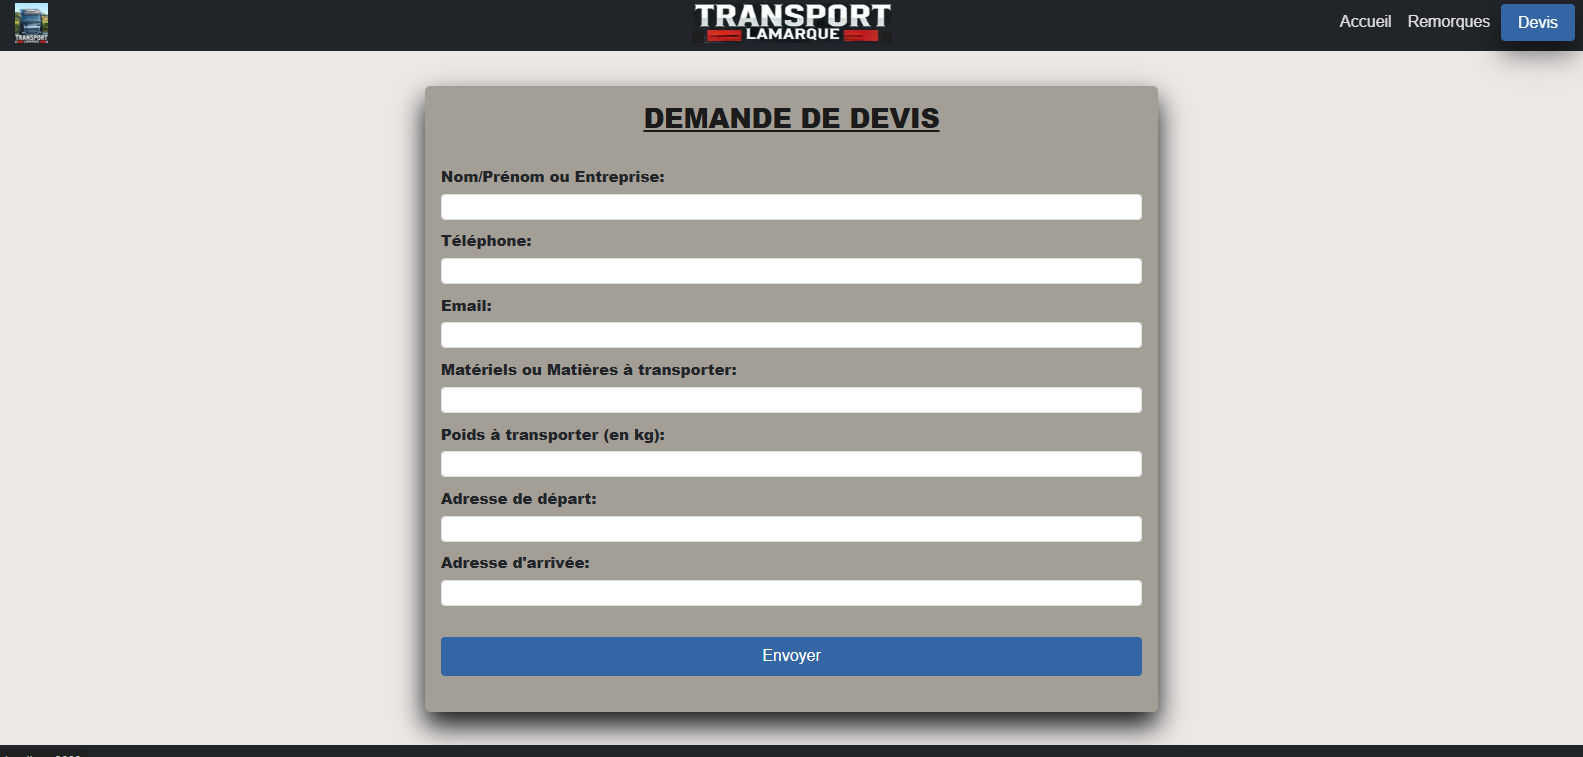 TRANSPORT
TRANSPORT
LAMARQUE
Accueil Remorques Devis
DEMANDE DE DEVIS
Nom/Prénom ou Entreprise:
Téléphone:
Email:
Matériels ou Matières à transporter:
Poids à transporter (en kg):
Adresse de départ:
Adresse d'arrivée:
Envoyer